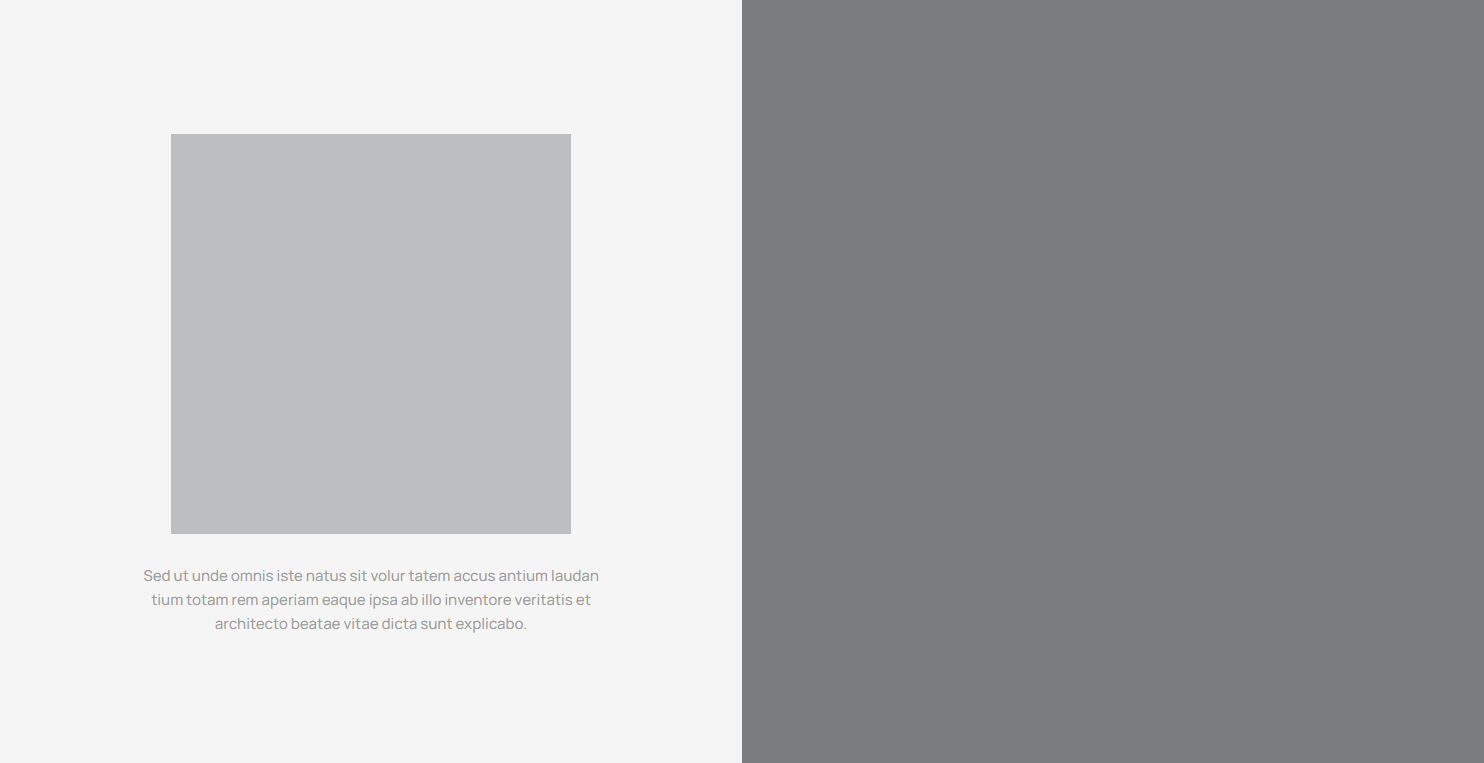 Sed ut unde omnis iste natus sit volur tatem accus antium laudan
tium totam rem aperiam eaque ipsa ab illo inventore veritatis et
architecto beatae vitae dicta sunt explicabo.